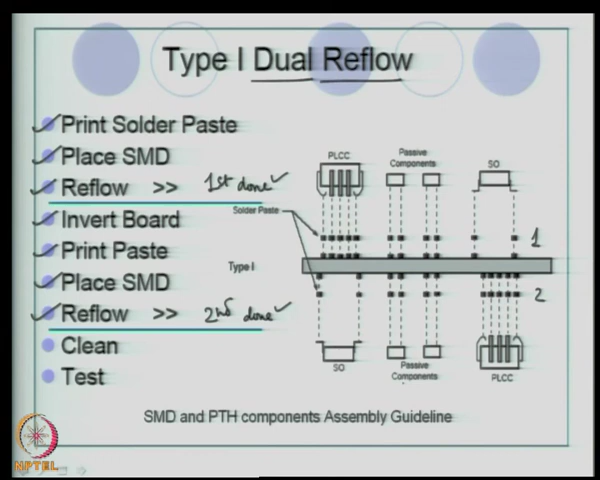 Type I Dual Reflow
Print Solder Paste
Place SMD
Reflow >> 1st done
Invert Board
Print Paste
Place SMD
Reflow >> 2nd done
Clean
Test
PLCC
Passive
Components
SO
Solder Paste
1
Type I
2
SO
Passive
Components
PLCC
SMD and PTH components Assembly Guideline
NPTEL